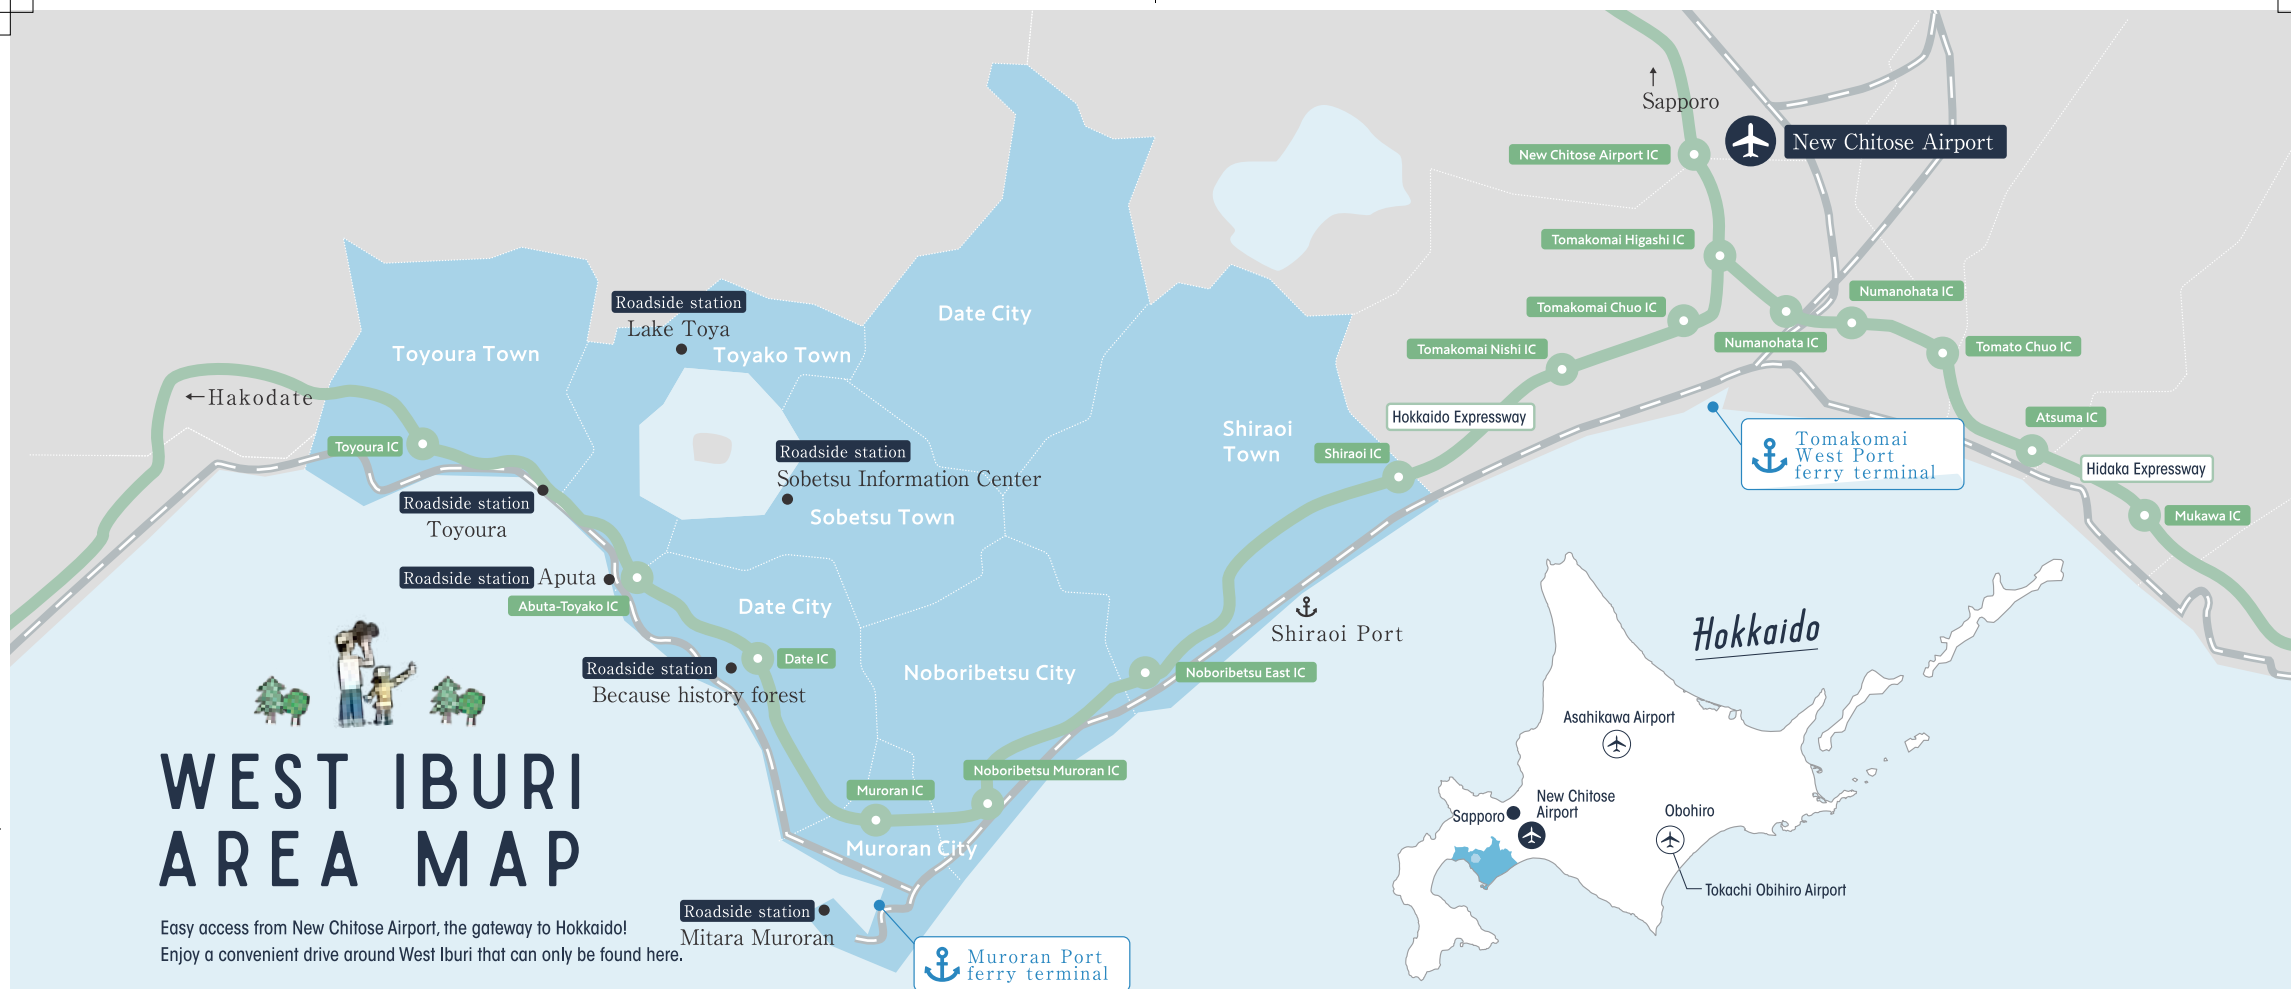 Sapporo
New Chitose Airport
New Chitose Airport IC
Tomakomai Higashi IC
Numanohata IC
Tomakomai Chuo IC
Numanohata IC
Tomato Chuo IC
Tomakomai Nishi IC
Hokkaido Expressway
Atsuma IC
Tomakomai
West Port
ferry terminal
Hidaka Expressway
Mukawa IC
Date City
Roadside station
Lake Toya
Toyako Town
Toyoura Town
←Hakodate
Toyoura IC
Shiraoi
Town
Shiraoi IC
Roadside station
Sobetsu Information Center
Sobetsu Town
Roadside station
Toyoura
Roadside station Aputa
Abuta-Toyako IC
Date City
Date IC
Roadside station
Because history forest
Noboribetsu City
Noboribetsu East IC
Shiraoi Port
Noboribetsu Muroran IC
Muroran IC
Muroran City
Roadside station
Mitara Muroran
Muroran Port
ferry terminal
WEST IBURI
AREA MAP
Easy access from New Chitose Airport, the gateway to Hokkaido!
Enjoy a convenient drive around West Iburi that can only be found here.
Hokkaido
Asahikawa Airport
New Chitose
Airport
Sapporo
Obohiro
Tokachi Obihiro Airport